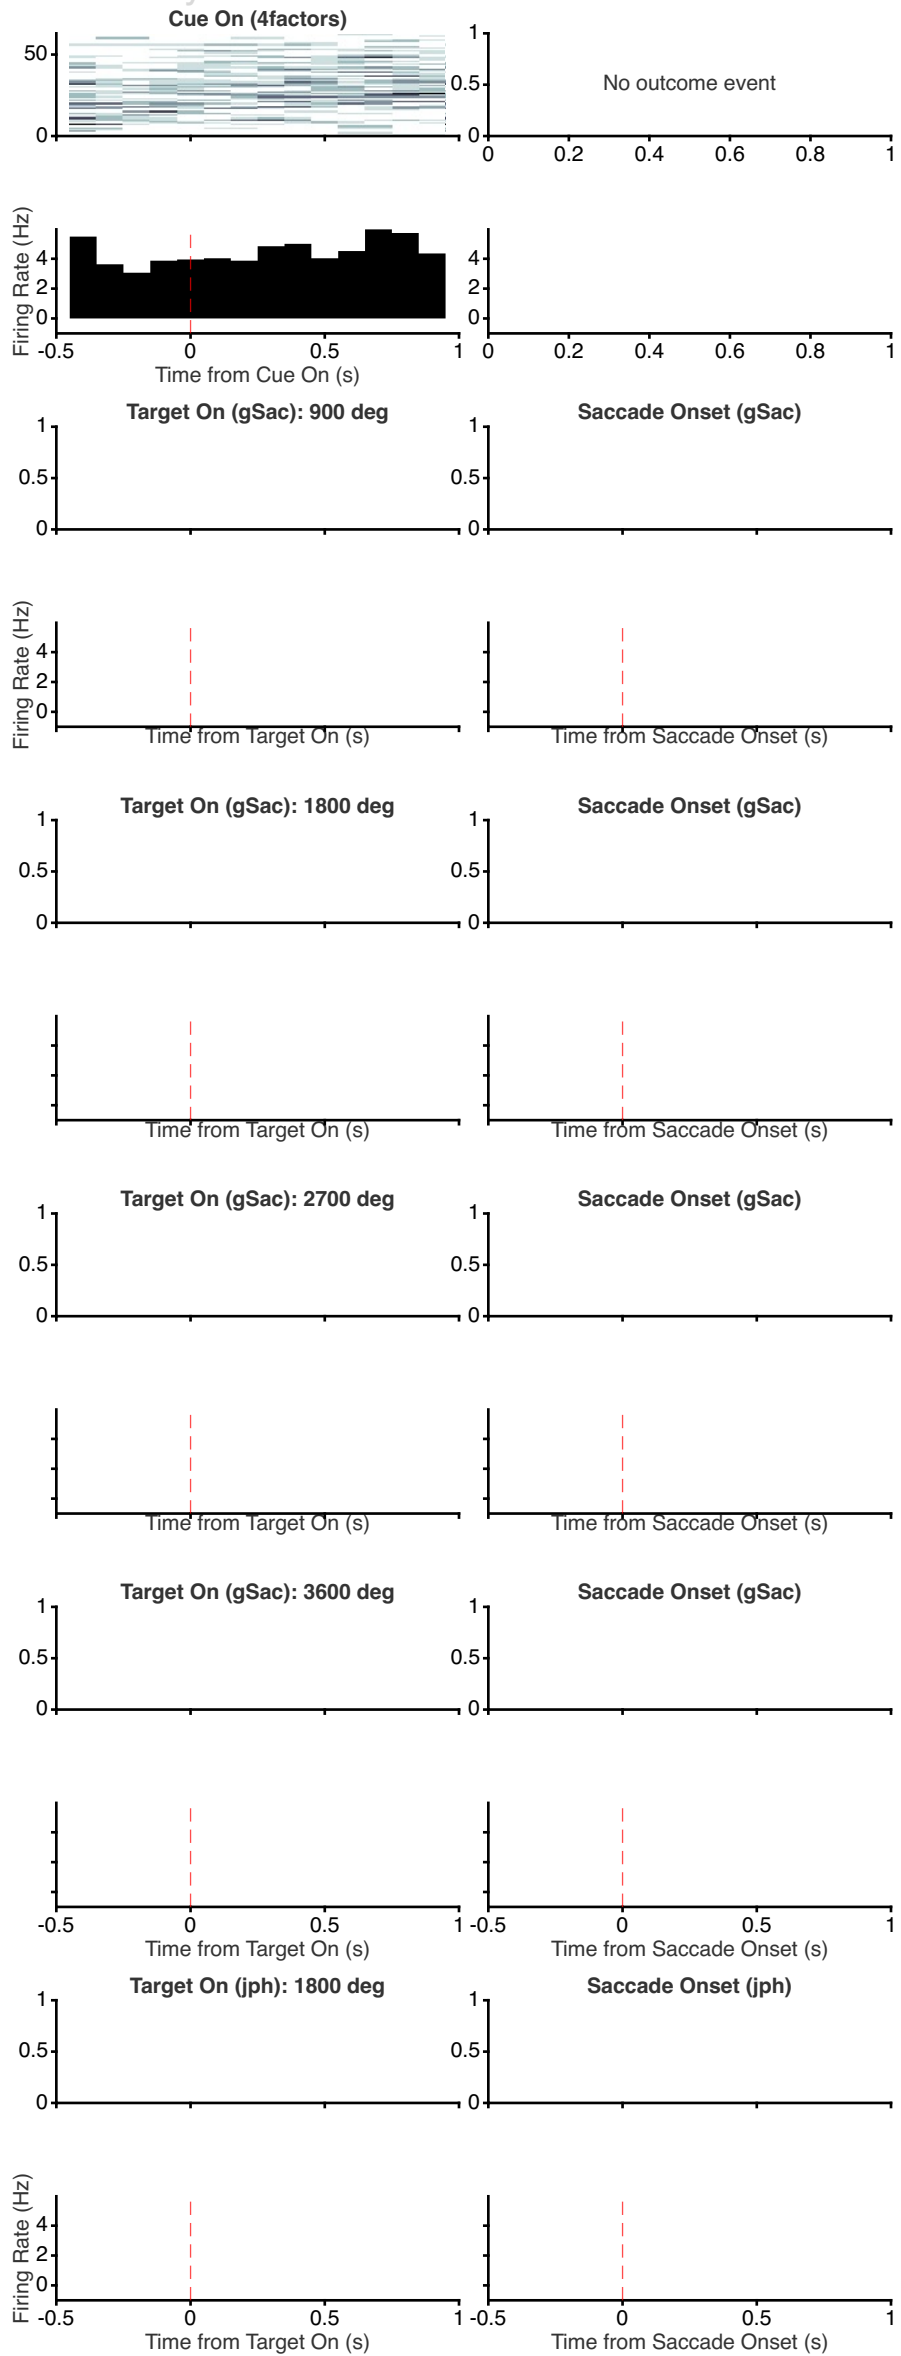 Cue On (4factors)
50
0
1
0.5
0
No outcome event
0 0.2 0.4 0.6 0.8 1
Firing Rate (Hz)
4
2
0
-0.5 0 0.5 1
Time from Cue On (s)
4
2
0
0 0.2 0.4 0.6 0.8 1
Target On (gSac): 900 deg
1
0.5
0
Saccade Onset (gSac)
1
0.5
0
Firing Rate (Hz)
4
2
0
Time from Target On (s)
Time from Saccade Onset (s)
Target On (gSac): 1800 deg
1
0.5
0
Saccade Onset (gSac)
1
0.5
0
Time from Target On (s)
Time from Saccade Onset (s)
Target On (gSac): 2700 deg
1
0.5
0
Saccade Onset (gSac)
1
0.5
0
Time from Target On (s)
Time from Saccade Onset (s)
Target On (gSac): 3600 deg
1
0.5
0
Saccade Onset (gSac)
1
0.5
0
-0.5 0 0.5 1
Time from Target On (s)
-0.5 0 0.5 1
Time from Saccade Onset (s)
Target On (jph): 1800 deg
1
0.5
0
Saccade Onset (jph)
1
0.5
0
Firing Rate (Hz)
4
2
0
-0.5 0 0.5 1
Time from Target On (s)
-0.5 0 0.5 1
Time from Saccade Onset (s)